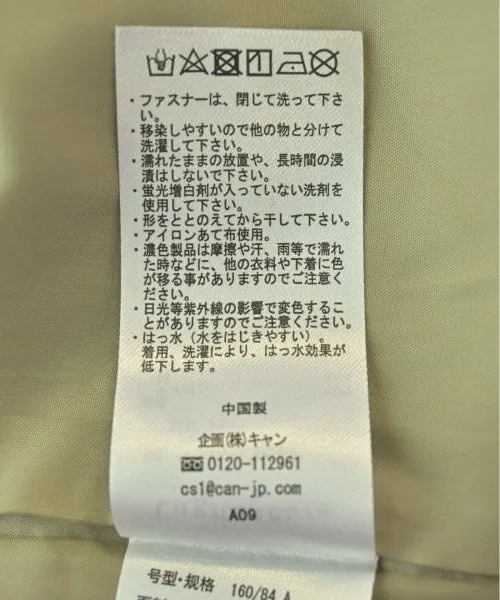 ・ファスナーは、閉じて洗って下さ
い。
・移染しやすいので他の物と分けて
洗濯して下さい。
・濡れたままの放置や、長時間の浸
漬はしないで下さい。
・蛍光増白剤が入っていない洗剤を
使用して下さい。
・形をととのえてから干して下さい。
・アイロンあて布使用。
・濃色製品は摩擦や汗、雨等で濡れ
た時などに、他の衣料や下着に色
が移る事がありますのでご注意く
ださい。
・日光等紫外線の影響で変色するこ
とがありますのでご注意ください。
・はっ水（水をはじきやすい）。
着用、洗濯により、はっ水効果が
低下します。
中国製
企画(株)キャン
0120-112961
cs1@can-jp.com
A09
号型・规格 160/84 A